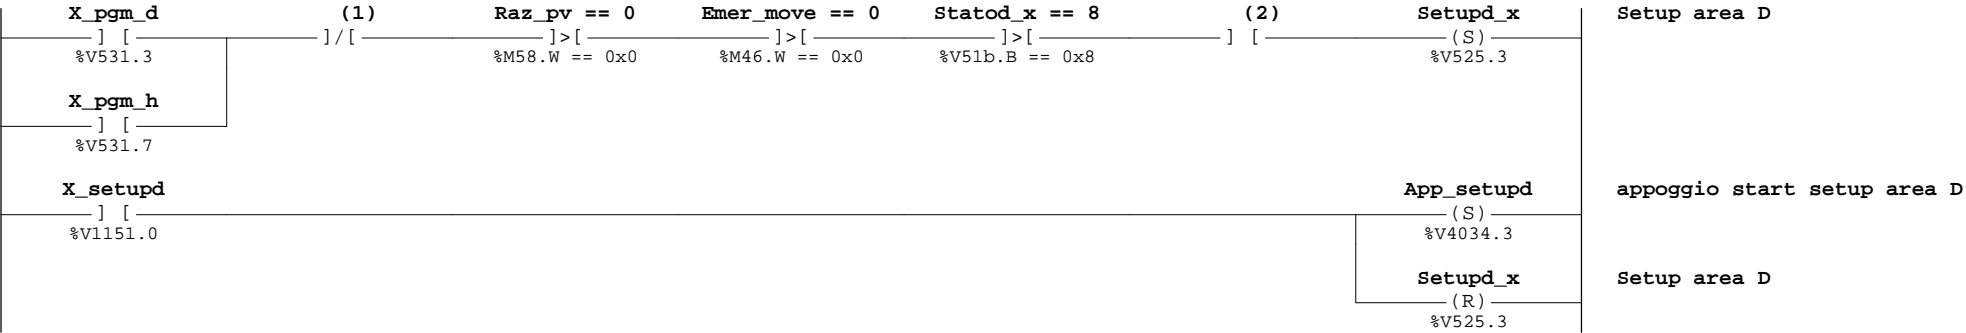 X_pgm_d (1) Raz_pv == 0 Emer_move == 0 Statod_x == 8 (2) Setupd_x Setup area D
] [ ]/[ ]>[ ]>[ ]>[ ] [ (S)
%V531.3 %M58.W == 0x0 %M46.W == 0x0 %V51b.B == 0x8 %V525.3
X_pgm_h
] [
%V531.7
X_setupd App_setupd appoggio start setup area D
] [ (S)
%V1151.0 %V4034.3
Setupd_x Setup area D
(R)
%V525.3